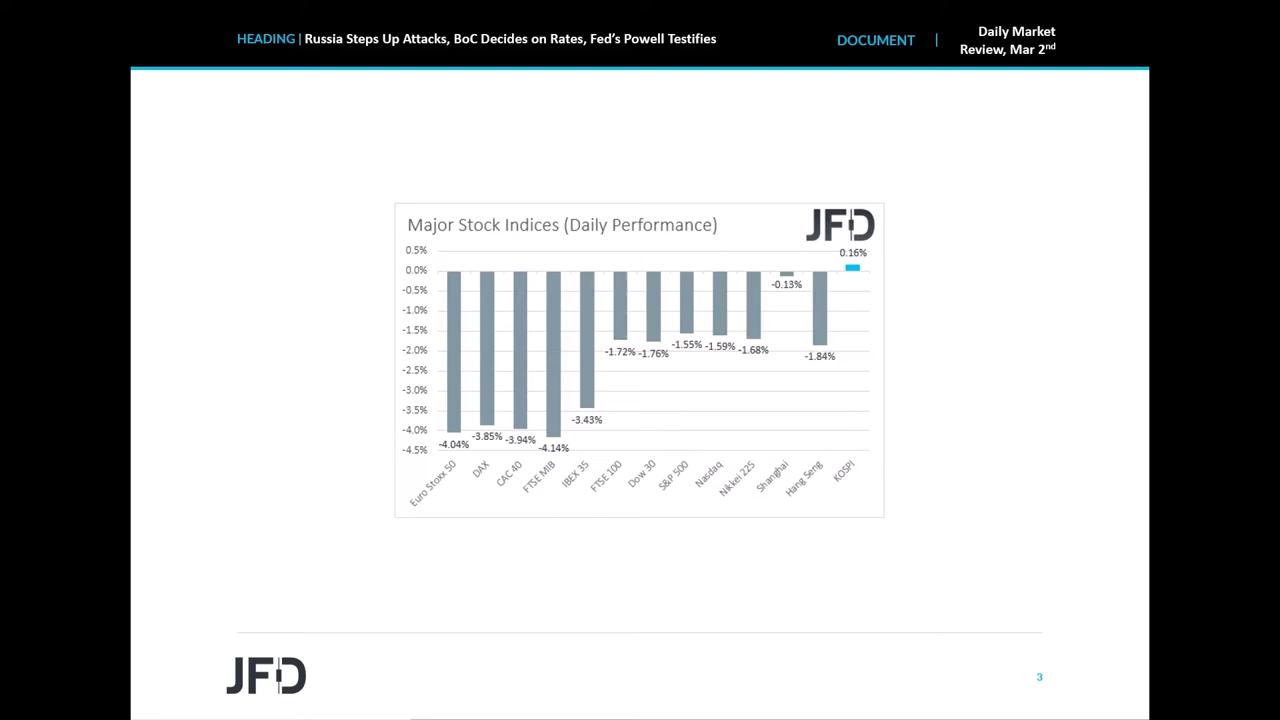 HEADING | Russia Steps Up Attacks, BoC Decides on Rates, Fed's Powell Testifies
DOCUMENT |
Daily Market
Review, Mar 2nd
Major Stock Indices (Daily Performance)
JFD
0.5%
0.0%
-0.5%
-1.0%
-1.5%
-2.0%
-2.5%
-3.0%
-3.5%
-4.0%
-4.5%
-4.04%
-3.85%
-3.94%
-4.14%
-3.43%
-1.72%
-1.76%
-1.55%
-1.59%
-1.68%
-0.13%
-1.84%
0.16%
Euro Stoxx 50
DAX
CAC 40
FTSE MIB
IBEX 35
FTSE 100
Dow 30
S&P 500
Nasdaq
Nikkei 225
Shanghai
Hang Seng
KOSPI
JFD
3